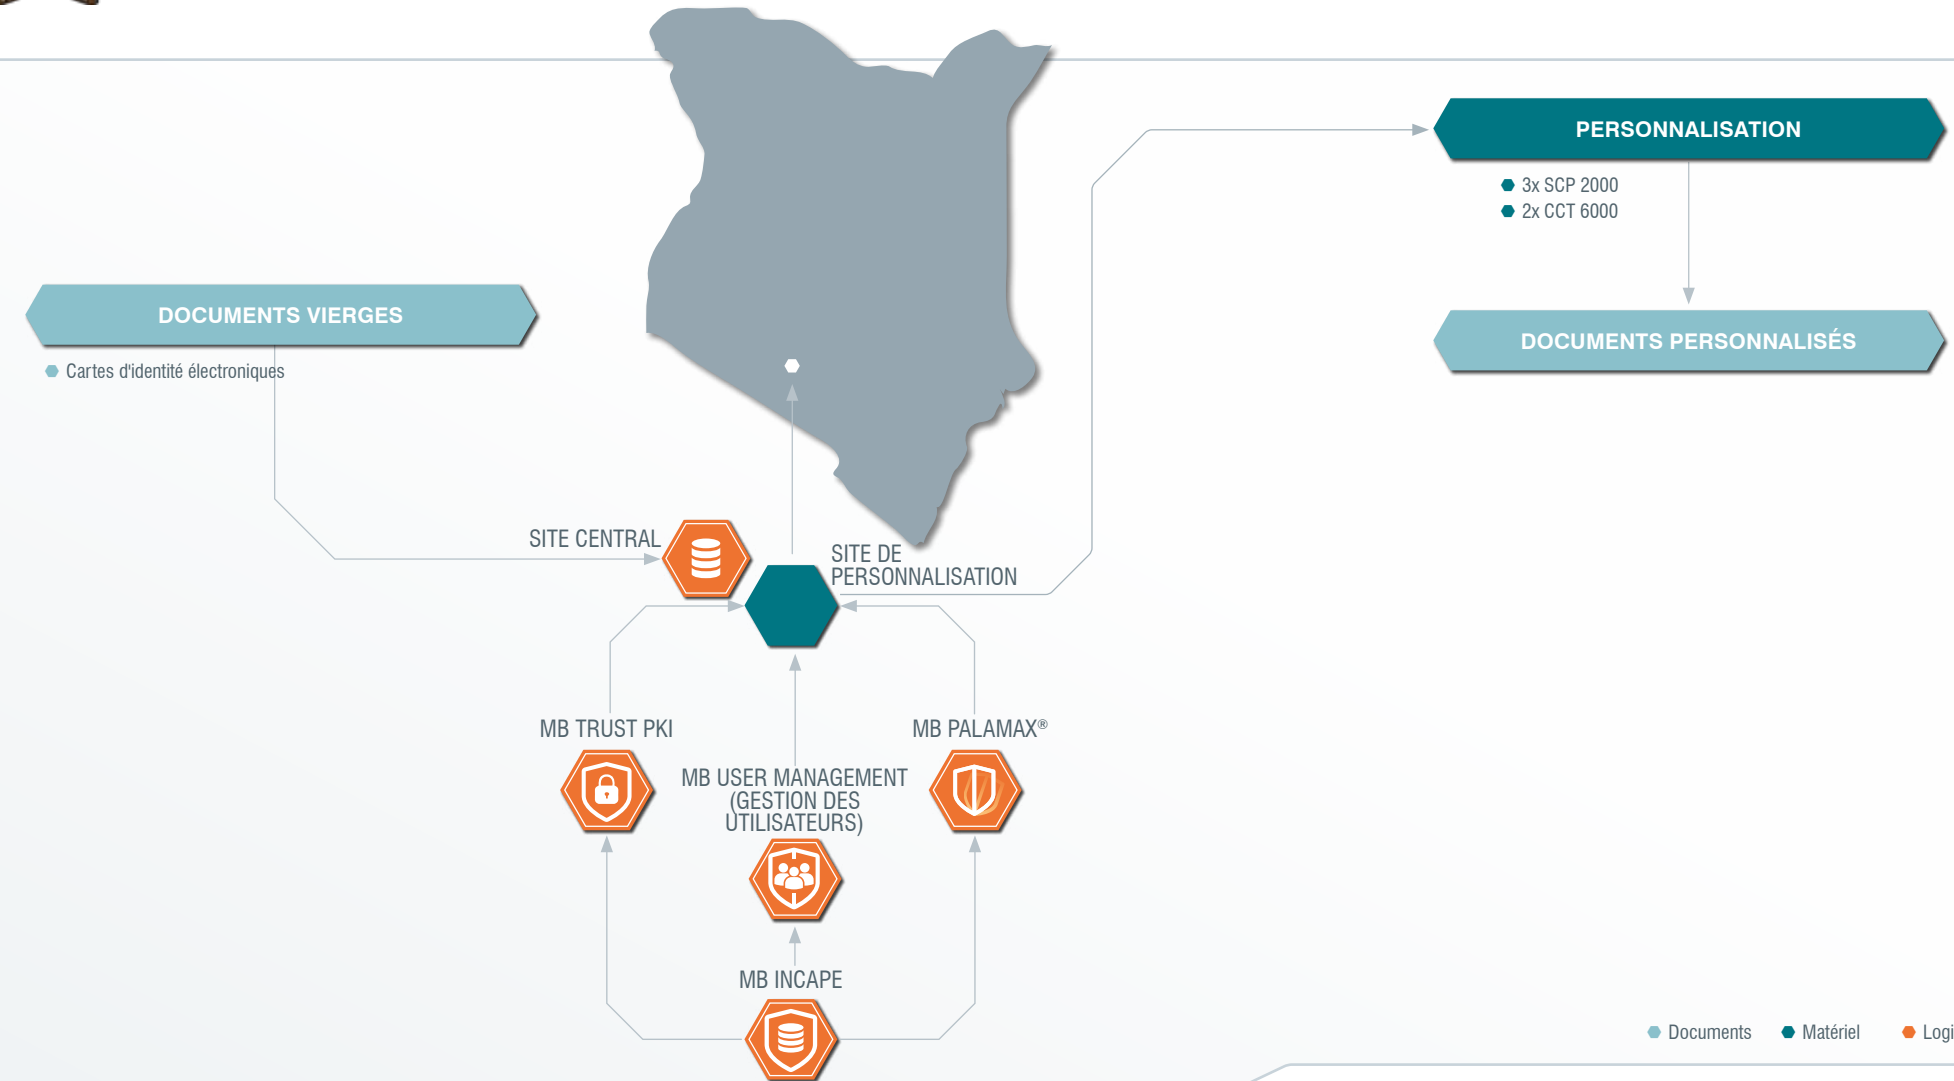 PERSONNALISATION
3x SCP 2000
2x CCT 6000
DOCUMENTS VIERGES
Cartes d'identité électroniques
DOCUMENTS PERSONNALISÉS
SITE CENTRAL
SITE DE
PERSONNALISATION
MB TRUST PKI
MB PALAMAX®
MB USER MANAGEMENT
(GESTION DES
UTILISATEURS)
MB INCAPE
Documents
Matériel
Logi